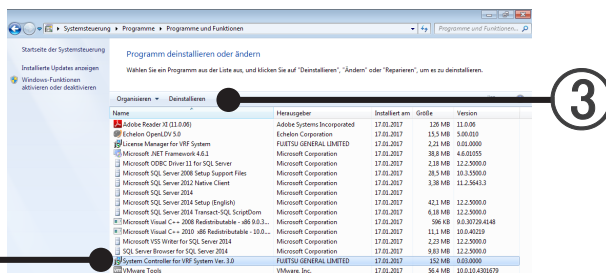 Systemsteuerung ▸ Programme ▸ Programme und Funktionen
Programme und Funktionen...
Startseite der Systemsteuerung
Installierte Updates anzeigen
Windows-Funktionen
aktivieren oder deaktivieren
Programm deinstallieren oder ändern
Wählen Sie ein Programm aus der Liste aus, und klicken Sie auf "Deinstallieren", "Ändern" oder "Reparieren", um es zu deinstallieren.
Organisieren Deinstallieren
3
Name Herausgeber Installiert am Größe Version
Adobe Reader XI (11.0.06) Adobe Systems Incorporated 17.01.2017 126 MB 11.0.06
Echelon OpenLDV 5.0 Echelon Corporation 17.01.2017 15,5 MB 5.00.010
License Manager for VRF System FUJITSU GENERAL LIMITED 17.01.2017 2,21 MB 0.01.0000
Microsoft .NET Framework 4.6.1 Microsoft Corporation 17.01.2017 38,8 MB 4.6.01055
Microsoft ODBC Driver 11 for SQL Server Microsoft Corporation 17.01.2017 2,18 MB 12.2.5000.0
Microsoft SQL Server 2008 Setup Support Files Microsoft Corporation 17.01.2017 28,5 MB 10.3.5500.0
Microsoft SQL Server 2012 Native Client Microsoft Corporation 17.01.2017 3,38 MB 11.2.5643.3
Microsoft SQL Server 2014 Microsoft Corporation 17.01.2017
Microsoft SQL Server 2014 Setup (English) Microsoft Corporation 17.01.2017 42,1 MB 12.2.5000.0
Microsoft SQL Server 2014 Transact-SQL ScriptDom Microsoft Corporation 17.01.2017 6,18 MB 12.2.5000.0
Microsoft Visual C++ 2008 Redistributable - x86 9.0.3... Microsoft Corporation 17.01.2017 596 KB 9.0.30729.4148
Microsoft Visual C++ 2010 x86 Redistributable - 10.0.... Microsoft Corporation 17.01.2017 11,1 MB 10.0.40219
Microsoft VSS Writer for SQL Server 2014 Microsoft Corporation 17.01.2017 2,23 MB 12.2.5000.0
SQL Server Browser for SQL Server 2014 Microsoft Corporation 17.01.2017 9,83 MB 12.2.5000.0
System Controller for VRF System Ver. 3.0 FUJITSU GENERAL LIMITED 17.01.2017 152 MB 0.03.0000
VMware Tools VMware, Inc. 17.01.2017 56,4 MB 10.0.10.4301679